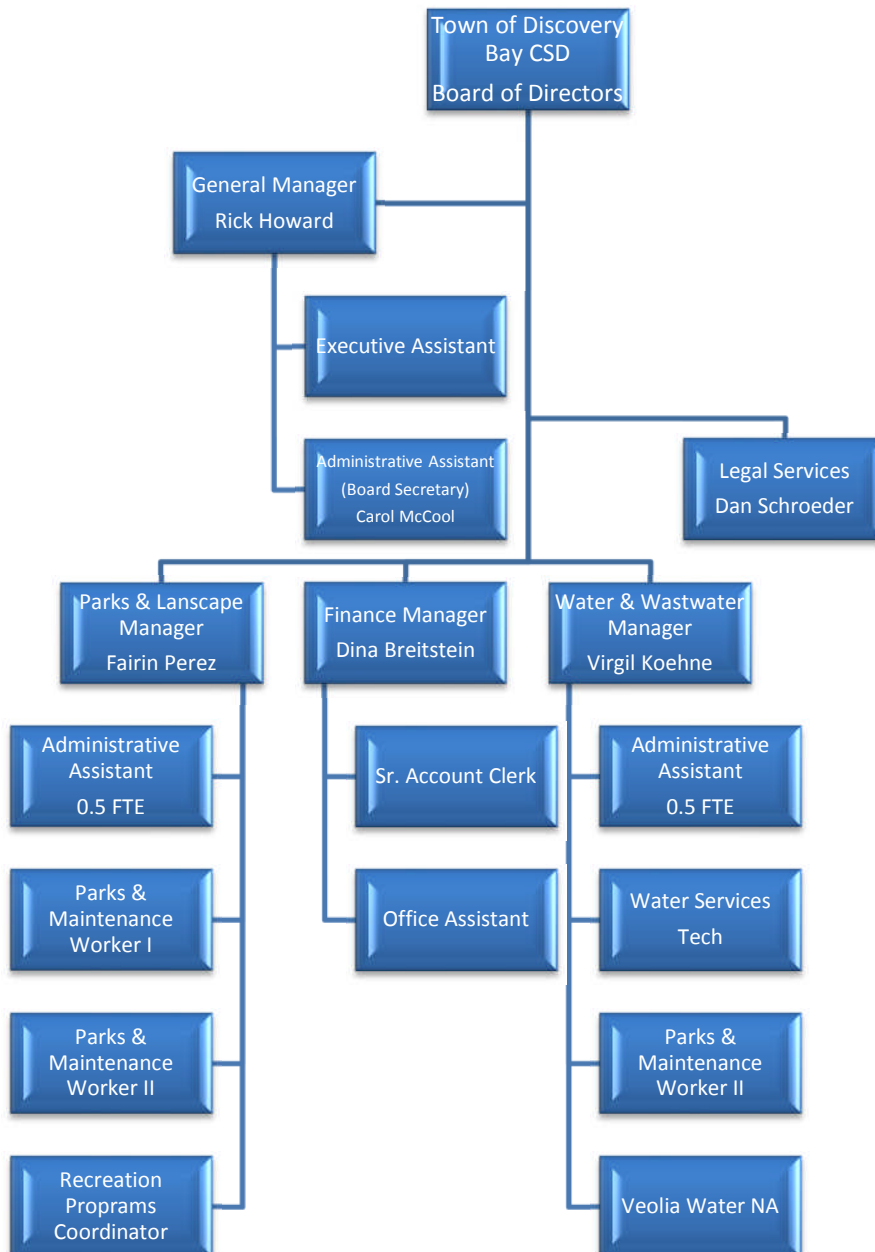 Town of Discovery
Bay CSD
Board of Directors
General Manager
Rick Howard
Executive Assistant
Administrative Assistant
(Board Secretary)
Carol McCool
Legal Services
Dan Schroeder
Parks & Lanscape
Manager
Fairin Perez
Finance Manager
Dina Breitstein
Water & Wastwater
Manager
Virgil Koehne
Administrative
Assistant
0.5 FTE
Parks &
Maintenance
Worker I
Parks &
Maintenance
Worker II
Recreation
Proprams
Coordinator
Sr. Account Clerk
Office Assistant
Administrative
Assistant
0.5 FTE
Water Services
Tech
Parks &
Maintenance
Worker II
Veolia Water NA